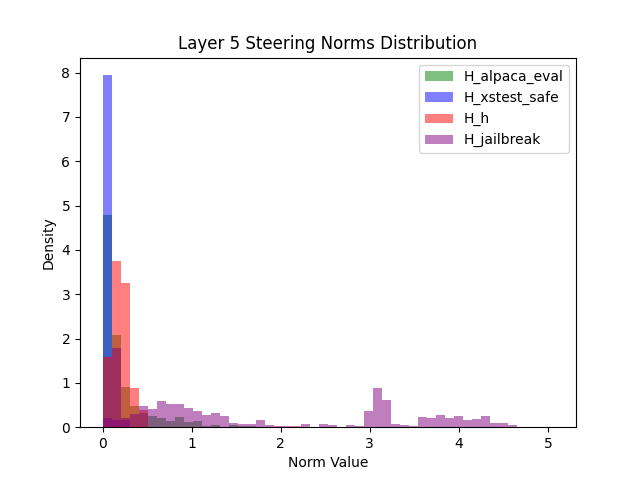 Layer 5 Steering Norms Distribution
H_alpaca_eval
H_xstest_safe
H_h
H_jailbreak
Density
8
7
6
5
4
3
2
1
0
0 1 2 3 4 5
Norm Value